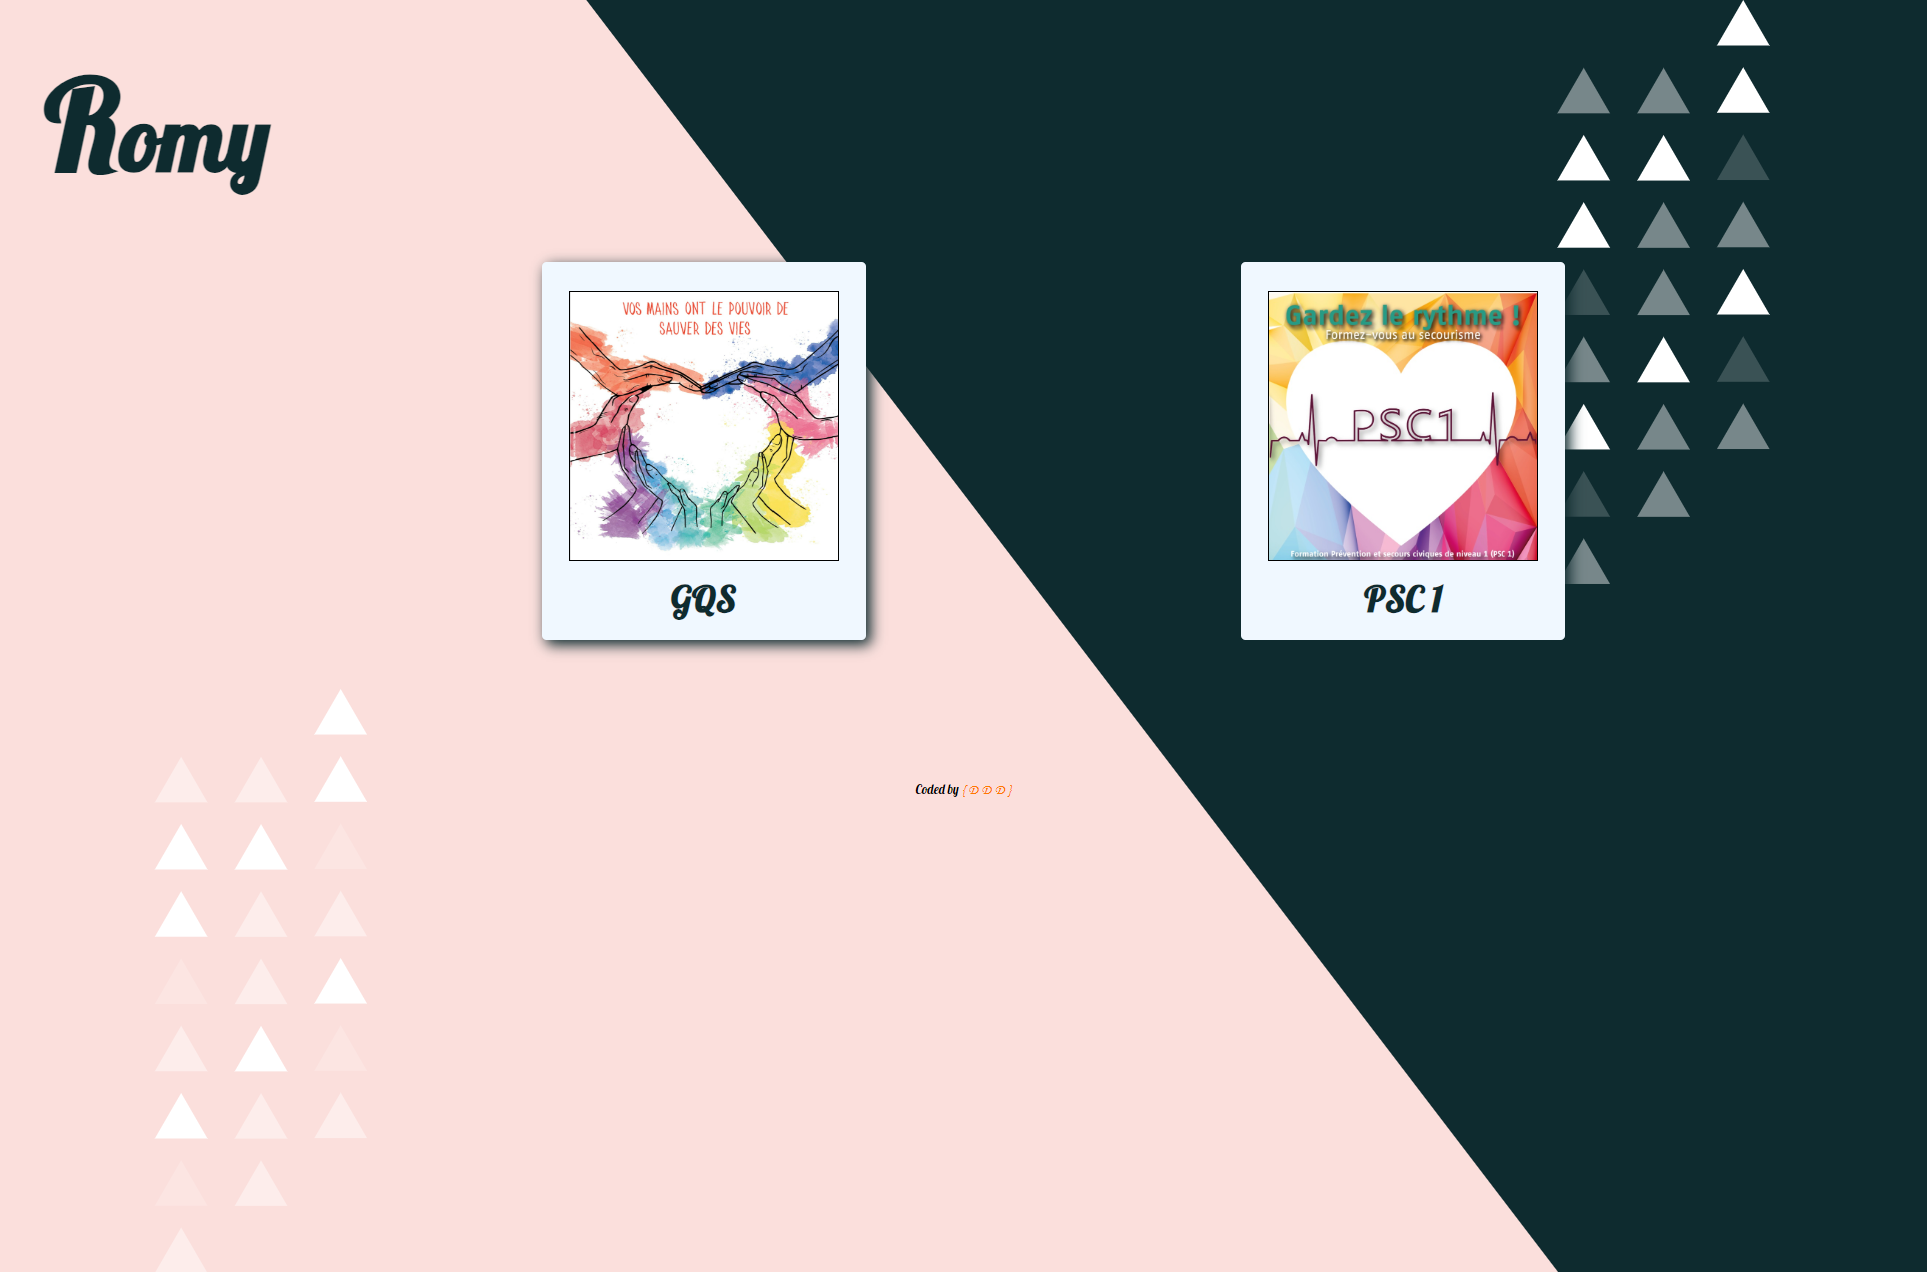 Romy
VOS MAINS ONT LE POUVOIR DE
SAUVER DES VIES
GQS
Gardez le rythme !
Formez-vous au secourisme
PSC1
Formation Prévention et secours civiques de niveau 1 (PSC 1)
PSC1
Coded by { D D D }